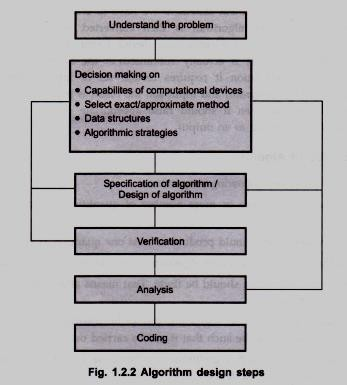 Understand the problem
Decision making on
• Capabilites of computational devices
• Select exact/approximate method
• Data structures
• Algorithmic strategies
Specification of algorithm /
Design of algorithm
Verification
Analysis
Coding
Fig. 1.2.2 Algorithm design steps